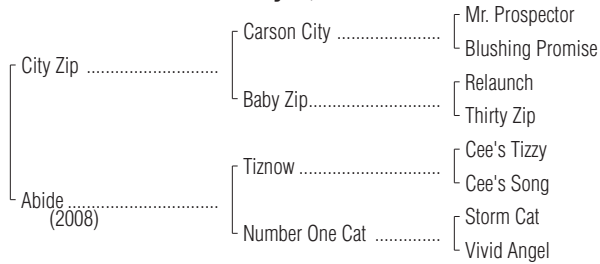 Mr. Prospector
Carson City ..................
Blushing Promise
City Zip ........................
Relaunch
Baby Zip........................
Thirty Zip
Cee's Tizzy
Tiznow .........................
Cee's Song
Abide ...........................
(2008)
Storm Cat
Number One Cat ............
Vivid Angel